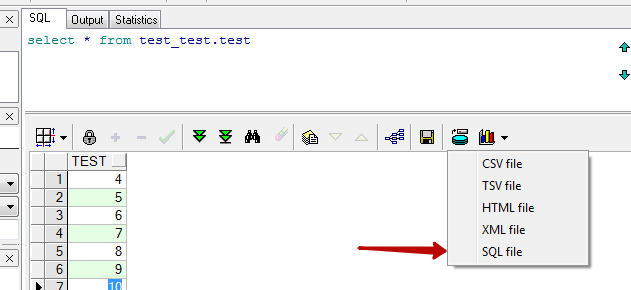 SQL Output Statistics
select * from test_test.test
TEST
1 4
2 5
3 6
4 7
5 8
6 9
7 10
CSV file
TSV file
HTML file
XML file
SQL file